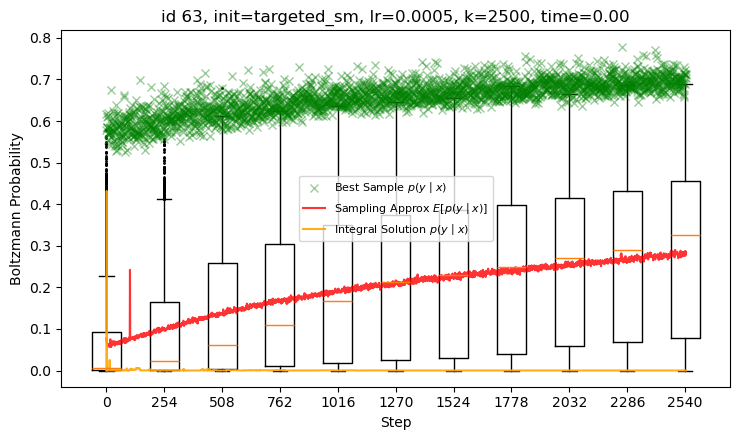 id 63, init=targeted_sm, lr=0.0005, k=2500, time=0.00
Boltzmann Probability
0.8
0.7
0.6
0.5
0.4
0.3
0.2
0.1
0.0
Best Sample p(y | x)
Sampling Approx E[p(y | x)]
Integral Solution p(y | x)
0 254 508 762 1016 1270 1524 1778 2032 2286 2540
Step